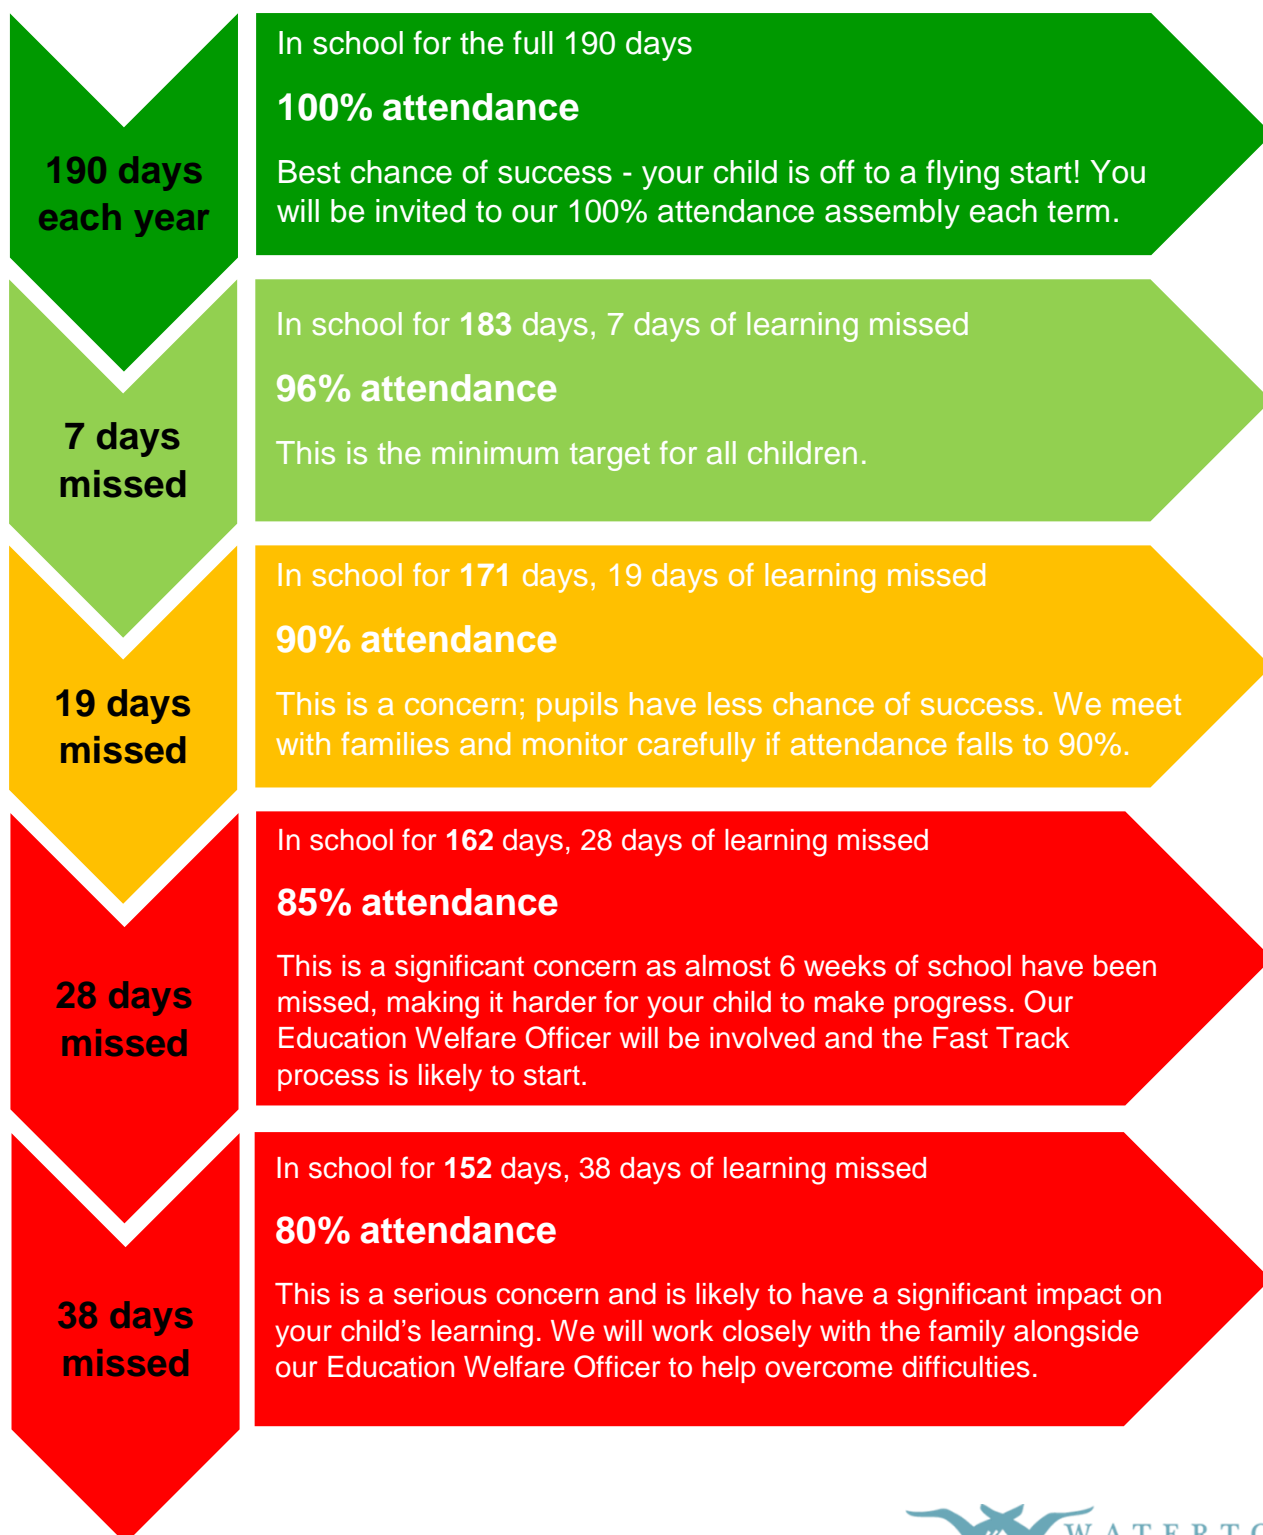 190 days
each year
In school for the full 190 days
100% attendance
Best chance of success - your child is off to a flying start! You
will be invited to our 100% attendance assembly each term.
7 days
missed
In school for 183 days, 7 days of learning missed
96% attendance
This is the minimum target for all children.
19 days
missed
In school for 171 days, 19 days of learning missed
90% attendance
This is a concern; pupils have less chance of success. We meet
with families and monitor carefully if attendance falls to 90%.
28 days
missed
In school for 162 days, 28 days of learning missed
85% attendance
This is a significant concern as almost 6 weeks of school have been
missed, making it harder for your child to make progress. Our
Education Welfare Officer will be involved and the Fast Track
process is likely to start.
38 days
missed
In school for 152 days, 38 days of learning missed
80% attendance
This is a serious concern and is likely to have a significant impact on
your child’s learning. We will work closely with the family alongside
our Education Welfare Officer to help overcome difficulties.